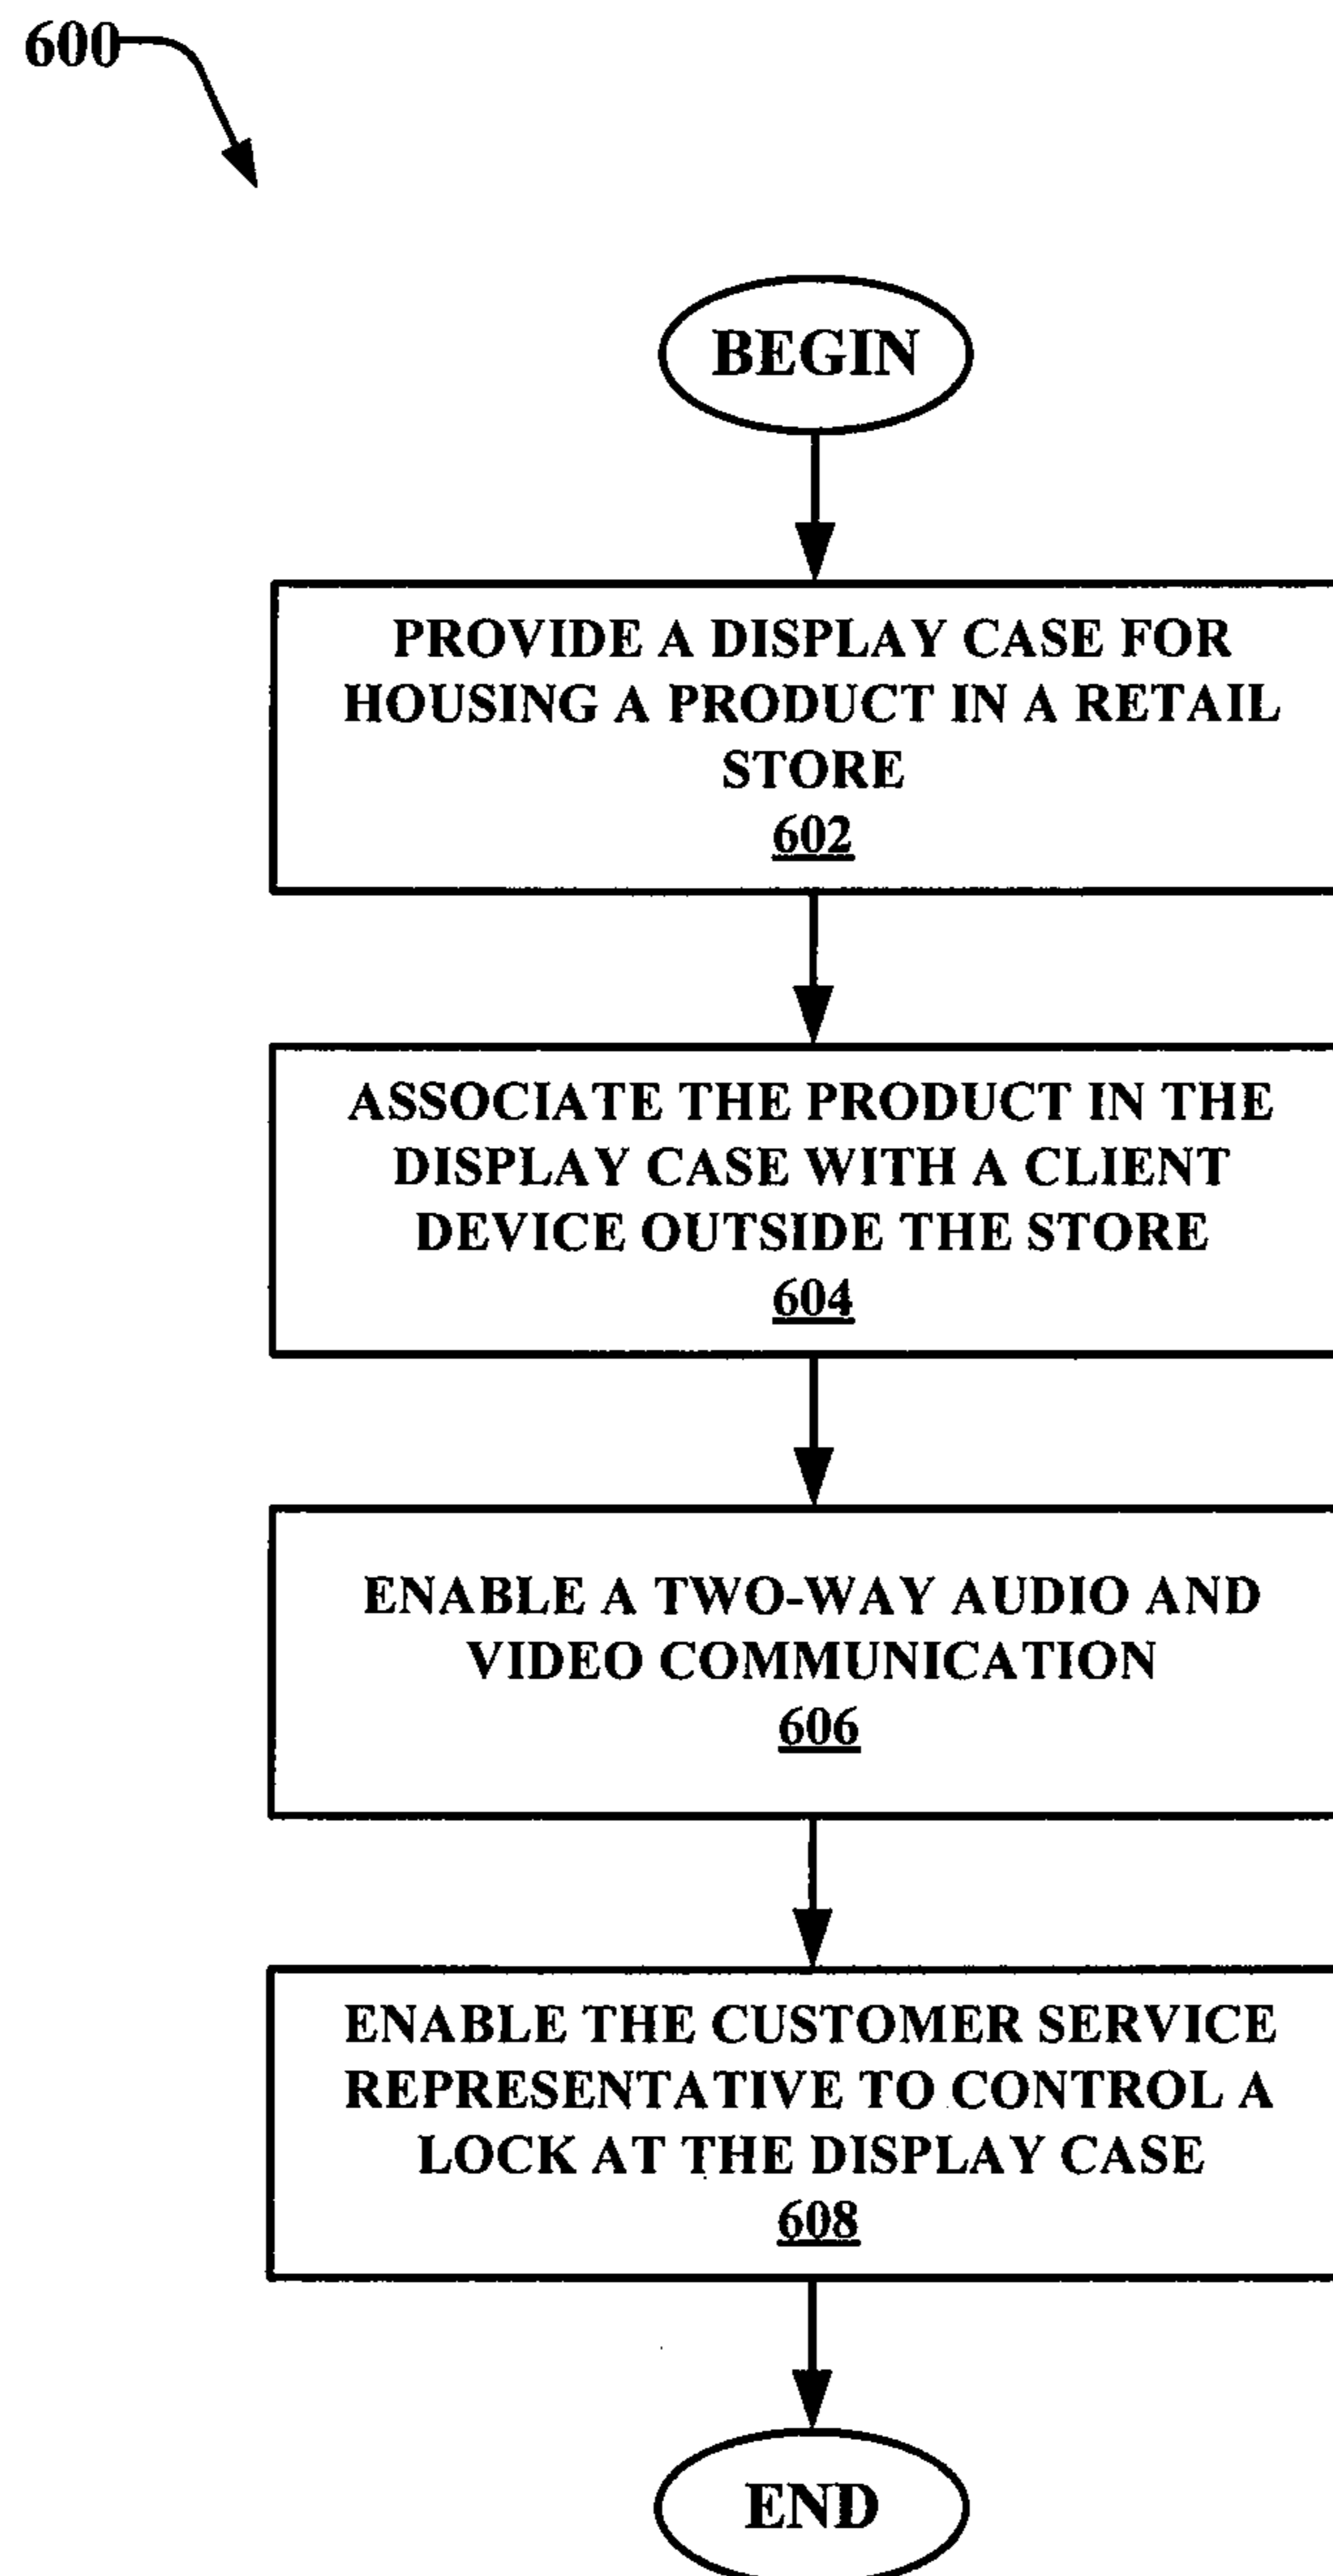 600
BEGIN
PROVIDE A DISPLAY CASE FOR
HOUSING A PRODUCT IN A RETAIL
STORE
602
ASSOCIATE THE PRODUCT IN THE
DISPLAY CASE WITH A CLIENT
DEVICE OUTSIDE THE STORE
604
ENABLE A TWO-WAY AUDIO AND
VIDEO COMMUNICATION
606
ENABLE THE CUSTOMER SERVICE
REPRESENTATIVE TO CONTROL A
LOCK AT THE DISPLAY CASE
608
END